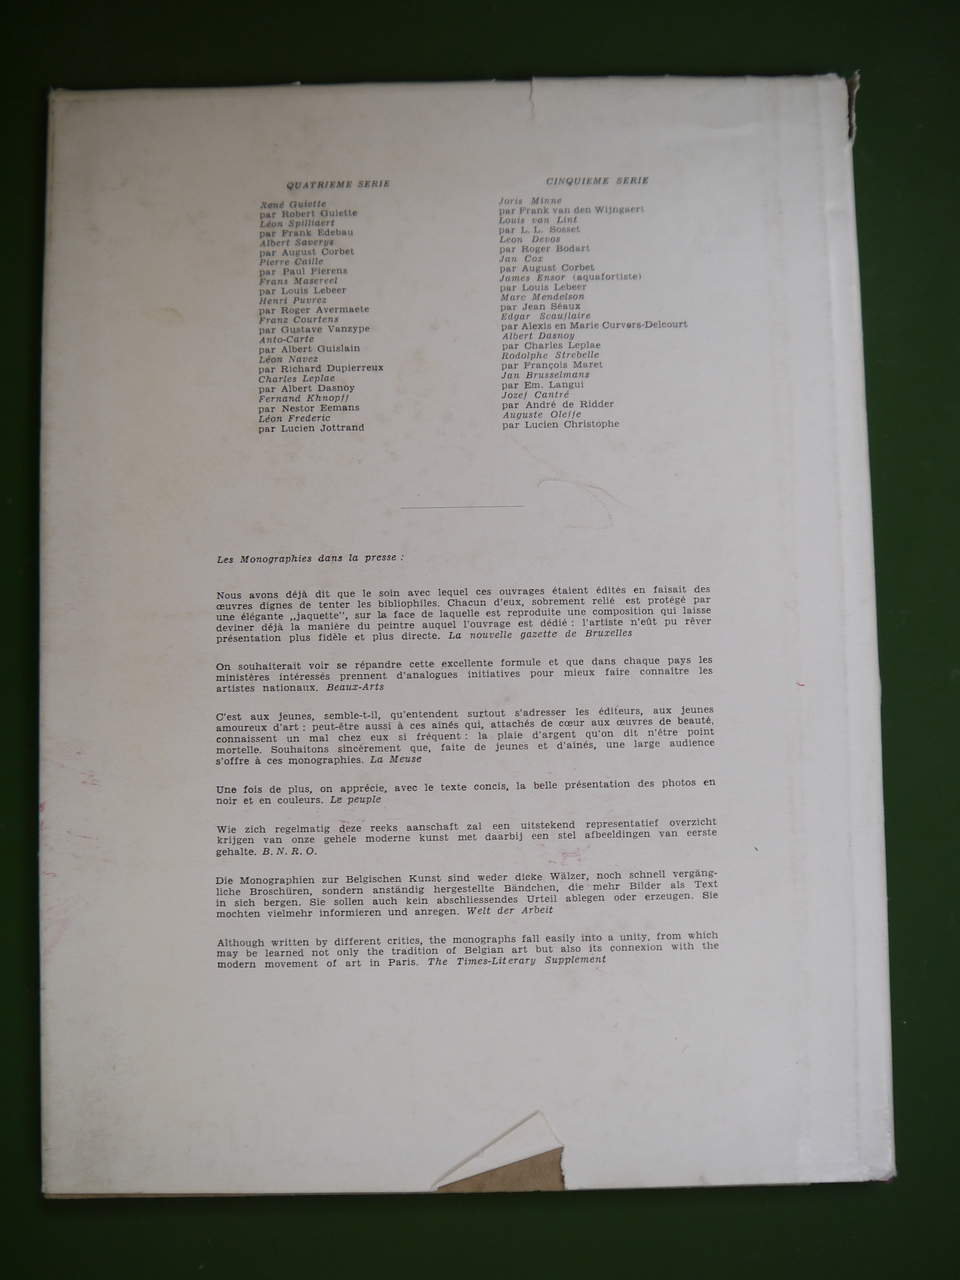 QUATRIEME SERIE
René Guiette
par Robert Guiette
Léon Spilliaert
par Frank Edebau
Albert Saverys
par August Corbet
Pierre Caille
par Paul Fierens
Frans Masereel
par Louis Lebeer
Henri Puvrez
par Roger Avermaete
Franz Courtens
par Gustave Vanzype
Anto-Carte
par Albert Guislain
Léon Navez
par Richard Dupierreux
Charles Leplae
par Albert Dasnoy
Fernand Khnopff
par Nestor Eemans
Léon Frederic
par Lucien Jottrand
CINQUIEME SERIE
Joris Minne
par Frank van den Wijngaert
Louis van Lint
par L. L. Sosset
Leon Devos
par Roger Bodart
Jan Cox
par August Corbet
James Ensor (aquafortiste)
par Louis Lebeer
Marc Mendelson
par Jean Séaux
Edgar Scauflaire
par Alexis en Marie Curvers-Delcourt
Albert Dasnoy
par Charles Leplae
Rodolphe Strebelle
par François Maret
Jan Brusselmans
par Em. Langui
Jozef Cantré
par André de Ridder
Auguste Oleffe
par Lucien Christophe
Les Monographies dans la presse :
Nous avons déjà dit que le soin avec lequel ces ouvrages étaient édités en faisait des
œuvres dignes de tenter les bibliophiles. Chacun d'eux, sobrement relié est protégé par
une élégante „jaquette", sur la face de laquelle est reproduite une composition qui laisse
deviner déjà la manière du peintre auquel l'ouvrage est dédié : l'artiste n'eût pu rêver
présentation plus fidèle et plus directe. La nouvelle gazette de Bruxelles
On souhaiterait voir se répandre cette excellente formule et que dans chaque pays les
ministères intéressés prennent d'analogues initiatives pour mieux faire connaître les
artistes nationaux. Beaux-Arts
C'est aux jeunes, semble-t-il, qu'entendent surtout s'adresser les éditeurs, aux jeunes
amoureux d'art : peut-être aussi à ces ainés qui, attachés de cœur aux œuvres de beauté,
connaissent un mal chez eux si fréquent : la plaie d'argent qu'on dit n'être point
mortelle. Souhaitons sincèrement que, faite de jeunes et d'ainés, une large audience
s'offre à ces monographies. La Meuse
Une fois de plus, on apprécie, avec le texte concis, la belle présentation des photos en
noir et en couleurs. Le peuple
Wie zich regelmatig deze reeks aanschaft zal een uitstekend representatief overzicht
krijgen van onze gehele moderne kunst met daarbij een stel afbeeldingen van eerste
gehalte. B. N. R. O.
Die Monographien zur Belgischen Kunst sind weder dicke Wälzer, noch schnell vergäng-
liche Broschüren, sondern anständig hergestellte Bändchen, die mehr Bilder als Text
in sich bergen. Sie sollen auch kein abschliessendes Urteil ablegen oder erzeugen. Sie
mochten vielmehr informieren und anregen. Welt der Arbeit
Although written by different critics, the monographs fall easily into a unity, from which
may be learned not only the tradition of Belgian art but also its connexion with the
modern movement of art in Paris. The Times-Literary Supplement